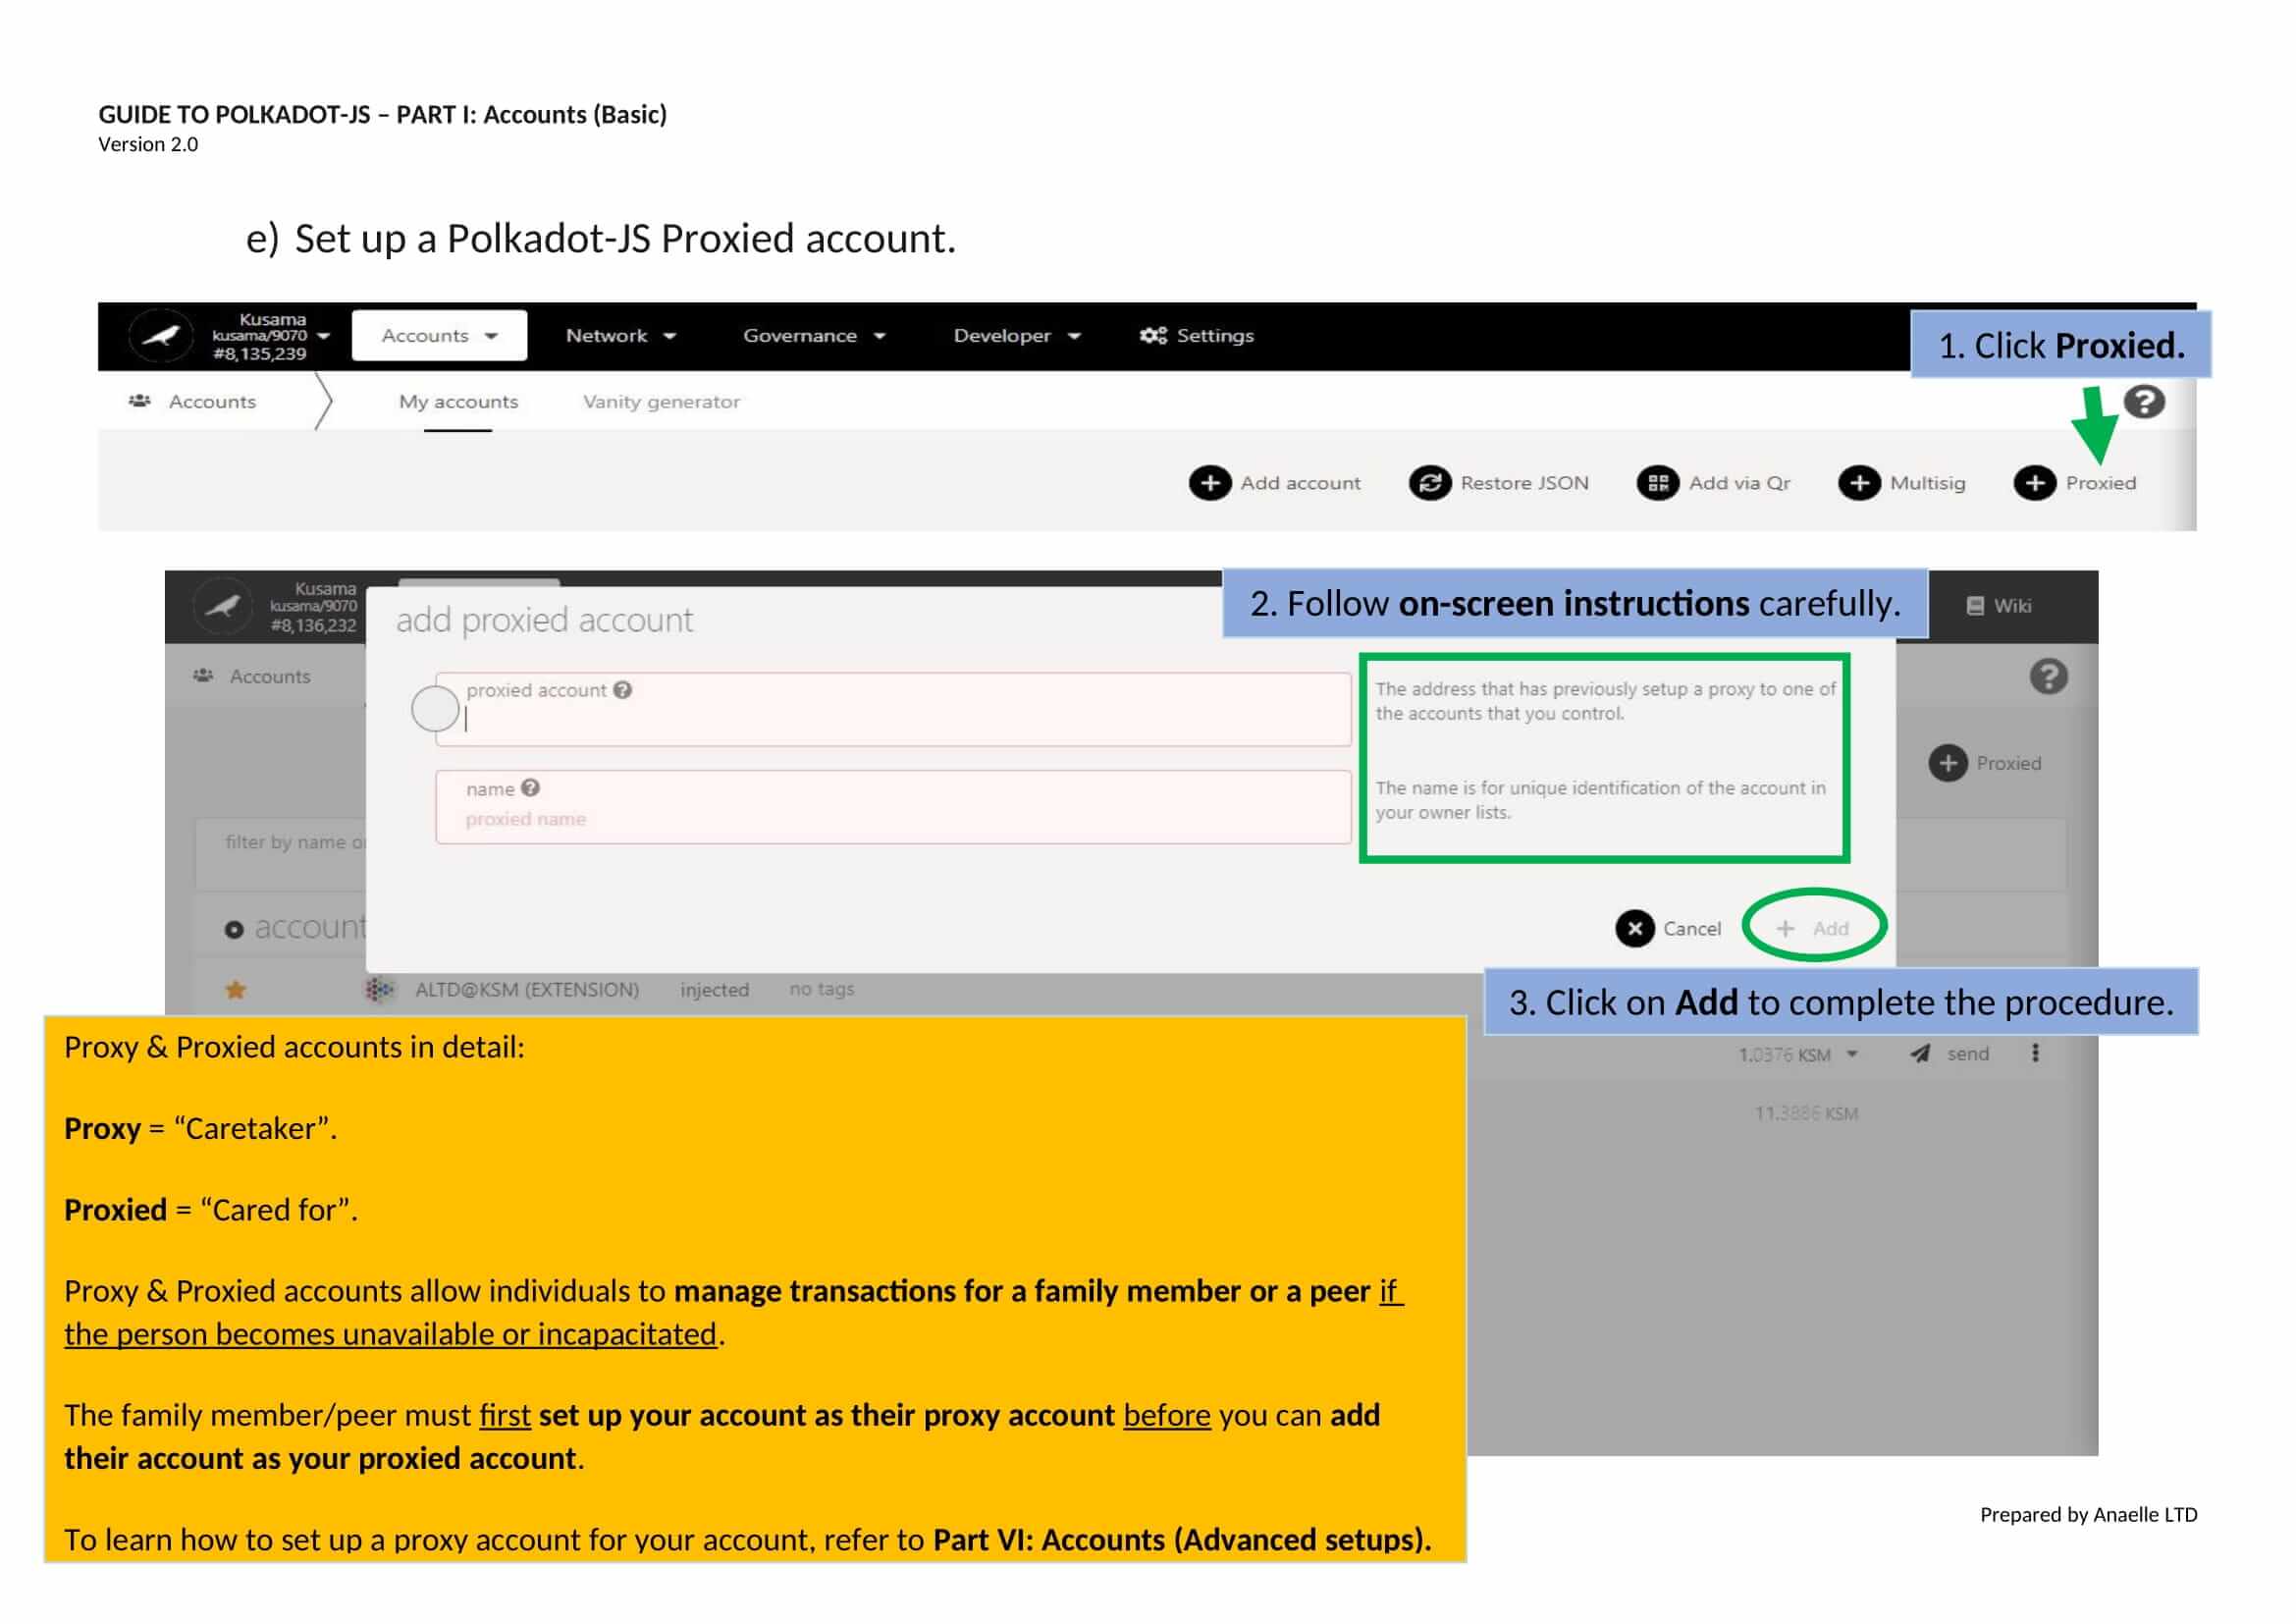 GUIDE TO POLKADOT-JS – PART I: Accounts (Basic)
Version 2.0
e) Set up a Polkadot-JS Proxied account.
Kusama
kusama/9070
#8,135,239
Accounts
Network
Governance
Developer
Settings
1. Click Proxied.
Accounts
My accounts
Vanity generator
Add account
Restore JSON
Add via Qr
Multisig
Proxied
Kusama
kusama/9070
#8,136,232
add proxied account
2. Follow on-screen instructions carefully.
Wiki
Accounts
proxied account
The address that has previously setup a proxy to one of
the accounts that you control.
Proxied
name
proxied name
The name is for unique identification of the account in
your owner lists.
filter by name
account
Cancel
Add
ALTD@KSM (EXTENSION)
injected
no tags
3. Click on Add to complete the procedure.
1.0376 KSM
send
KSM
Proxy & Proxied accounts in detail:
Proxy = “Caretaker”.
Proxied = “Cared for”.
Proxy & Proxied accounts allow individuals to manage transactions for a family member or a peer if
the person becomes unavailable or incapacitated.
The family member/peer must first set up your account as their proxy account before you can add
their account as your proxied account.
To learn how to set up a proxy account for your account, refer to Part VI: Accounts (Advanced setups).
Prepared by Anaelle LTD